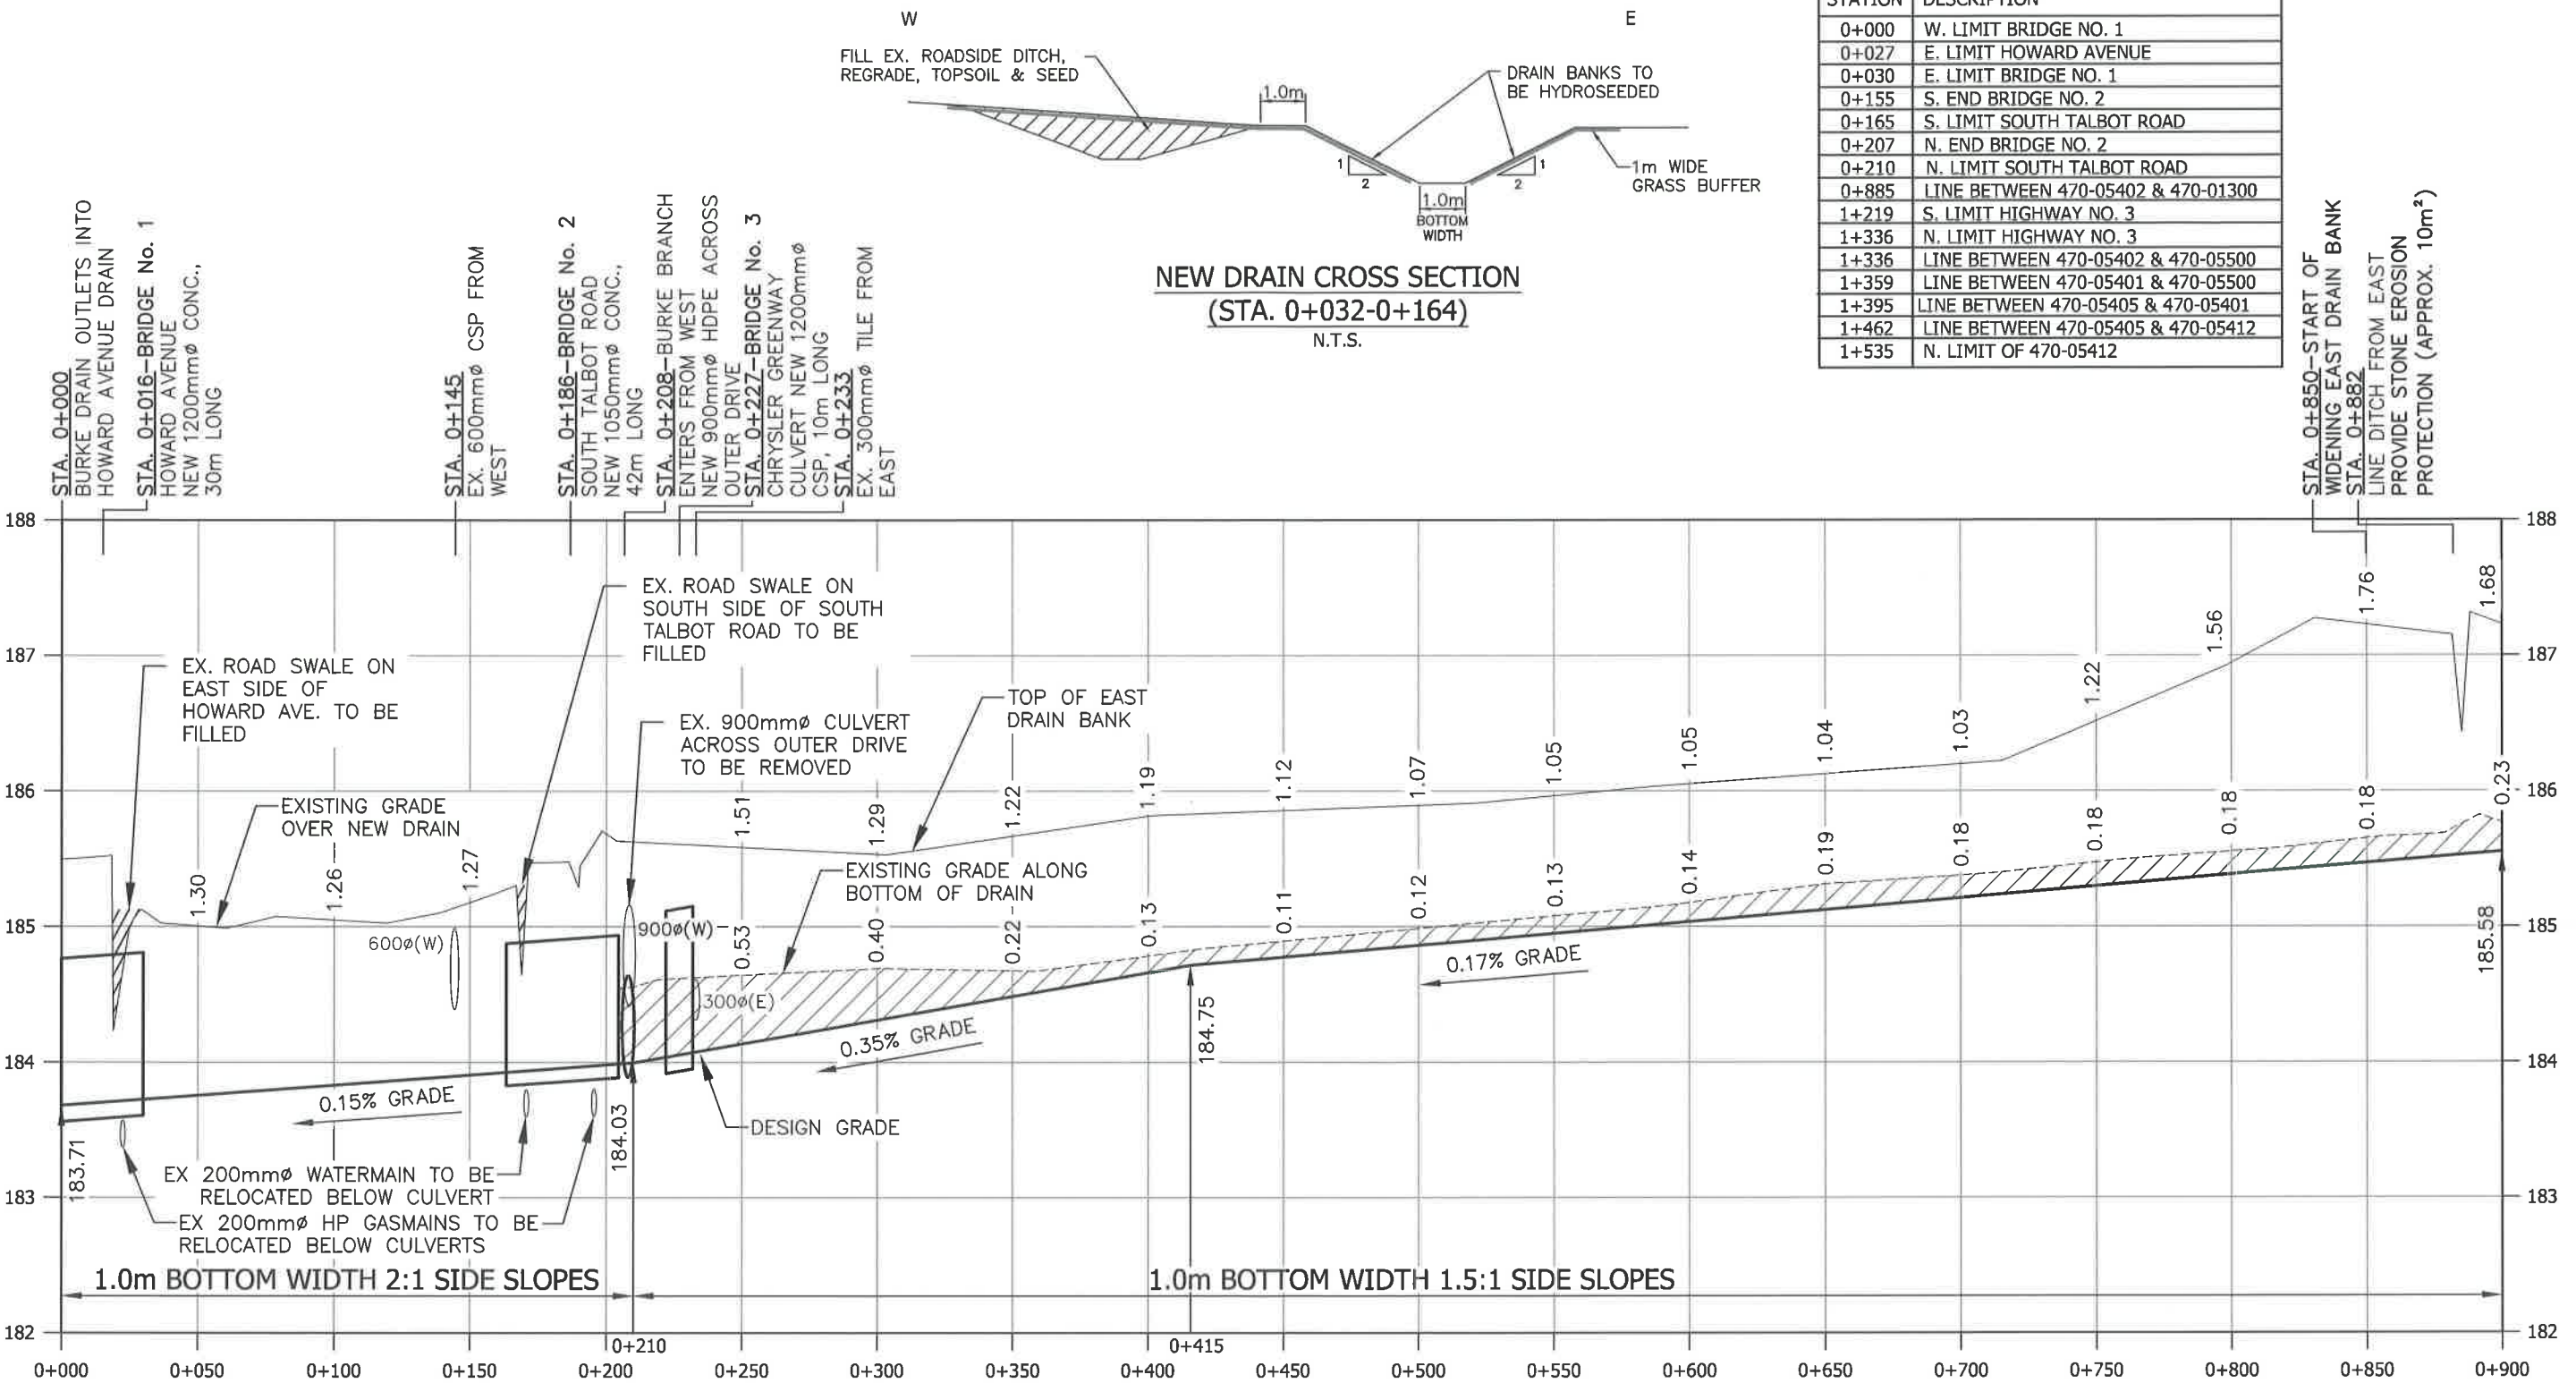 W
E
FILL EX. ROADSIDE DITCH,
REGRADE, TOPSOIL & SEED
1.0m
DRAIN BANKS TO
BE HYDROSEEDED
1
2
1
2
1m WIDE
GRASS BUFFER
1.0m
BOTTOM
WIDTH
NEW DRAIN CROSS SECTION
(STA. 0+032-0+164)
N.T.S.
STATION DESCRIPTION
0+000 W. LIMIT BRIDGE NO. 1
0+027 E. LIMIT HOWARD AVENUE
0+030 E. LIMIT BRIDGE NO. 1
0+155 S. END BRIDGE NO. 2
0+165 S. LIMIT SOUTH TALBOT ROAD
0+207 N. END BRIDGE NO. 2
0+210 N. LIMIT SOUTH TALBOT ROAD
0+885 LINE BETWEEN 470-05402 & 470-01300
1+219 S. LIMIT HIGHWAY NO. 3
1+336 N. LIMIT HIGHWAY NO. 3
1+336 LINE BETWEEN 470-05402 & 470-05500
1+359 LINE BETWEEN 470-05401 & 470-05500
1+395 LINE BETWEEN 470-05405 & 470-05401
1+462 LINE BETWEEN 470-05405 & 470-05412
1+535 N. LIMIT OF 470-05412
STA. 0+000
BURKE DRAIN OUTLETS INTO
HOWARD AVENUE DRAIN
STA. 0+016-BRIDGE No. 1
HOWARD AVENUE
NEW 1200mmø CONC.,
30m LONG
STA. 0+145
EX. 600mmø CSP FROM
WEST
STA. 0+186-BRIDGE No. 2
SOUTH TALBOT ROAD
NEW 1050mmø CONC.,
42m LONG
STA. 0+208-BURKE BRANCH
ENTERS FROM WEST
NEW 900mmø HDPE ACROSS
OUTER DRIVE
STA. 0+227-BRIDGE No. 3
CHRYSLER GREENWAY
CULVERT NEW 1200mmø
CSP, 10m LONG
STA. 0+233
EX. 300mmø TILE FROM
EAST
STA. 0+850-START OF
WIDENING EAST DRAIN BANK
STA. 0+882
LINE DITCH FROM EAST
PROVIDE STONE EROSION
PROTECTION (APPROX. 10m²)
188
188
187
187
186
186
185
185
184
184
183
183
182
182
EX. ROAD SWALE ON
EAST SIDE OF
HOWARD AVE. TO BE
FILLED
EX. ROAD SWALE ON
SOUTH SIDE OF SOUTH
TALBOT ROAD TO BE
FILLED
EXISTING GRADE
OVER NEW DRAIN
EX. 900mmø CULVERT
ACROSS OUTER DRIVE
TO BE REMOVED
TOP OF EAST
DRAIN BANK
EXISTING GRADE ALONG
BOTTOM OF DRAIN
1.30
1.26
1.27
1.51
1.29
1.22
1.19
1.12
1.07
1.05
1.05
1.04
1.03
1.22
1.56
1.76
1.68
600ø(W)
900ø(W)
300ø(E)
0.53
0.40
0.22
0.13
0.11
0.12
0.13
0.14
0.19
0.18
0.18
0.18
0.18
0.23
0.15% GRADE
0.35% GRADE
0.17% GRADE
DESIGN GRADE
183.71
184.03
184.75
185.58
EX 200mmø WATERMAIN TO BE
RELOCATED BELOW CULVERT
EX 200mmø HP GASMAINS TO BE
RELOCATED BELOW CULVERTS
1.0m BOTTOM WIDTH 2:1 SIDE SLOPES
1.0m BOTTOM WIDTH 1.5:1 SIDE SLOPES
0+210
0+415
0+000 0+050 0+100 0+150 0+200 0+250 0+300 0+350 0+400 0+450 0+500 0+550 0+600 0+650 0+700 0+750 0+800 0+850 0+900